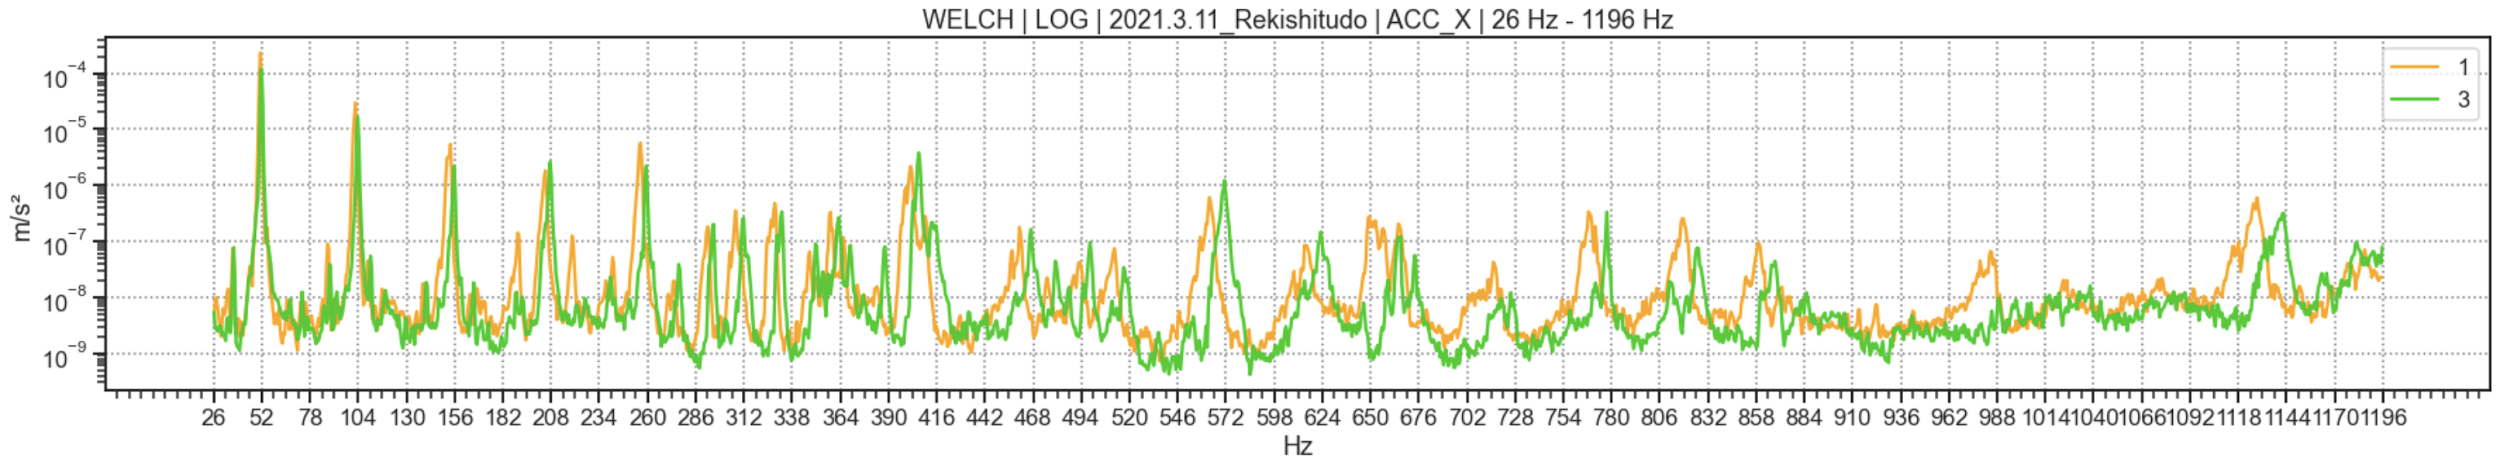 WELCH | LOG | 2021.3.11_Rekishitudo | ACC_X | 26 Hz - 1196 Hz
1
3
10⁻⁴
10⁻⁵
10⁻⁶
10⁻⁷
10⁻⁸
10⁻⁹
m/s²
26 52 78 104 130 156 182 208 234 260 286 312 338 364 390 416 442 468 494 520 546 572 598 624 650 676 702 728 754 780 806 832 858 884 910 936 962 988 1014 1040 1066 1092 1118 1144 1170 1196
Hz